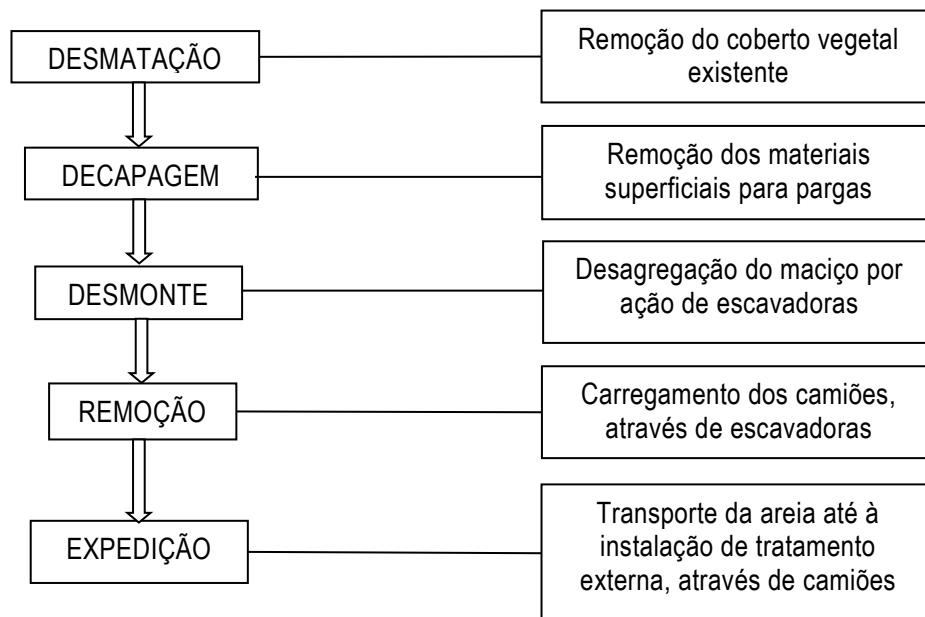 DESMATAÇÃO
Remoção do coberto vegetal
existente
DECAPAGEM
Remoção dos materiais
superficiais para pargas
DESMONTE
Desagregação do maciço por
ação de escavadoras
REMOÇÃO
Carregamento dos camiões,
através de escavadoras
EXPEDIÇÃO
Transporte da areia até à
instalação de tratamento
externa, através de camiões